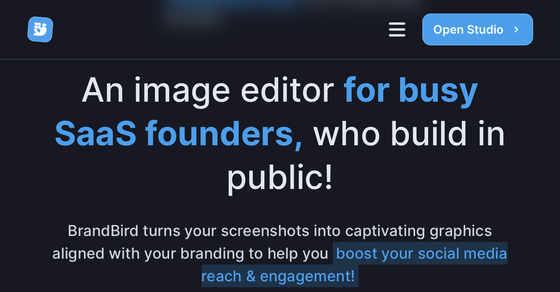 Open Studio
An image editor for busy
SaaS founders, who build in
public!
BrandBird turns your screenshots into captivating graphics
aligned with your branding to help you boost your social media
reach & engagement!